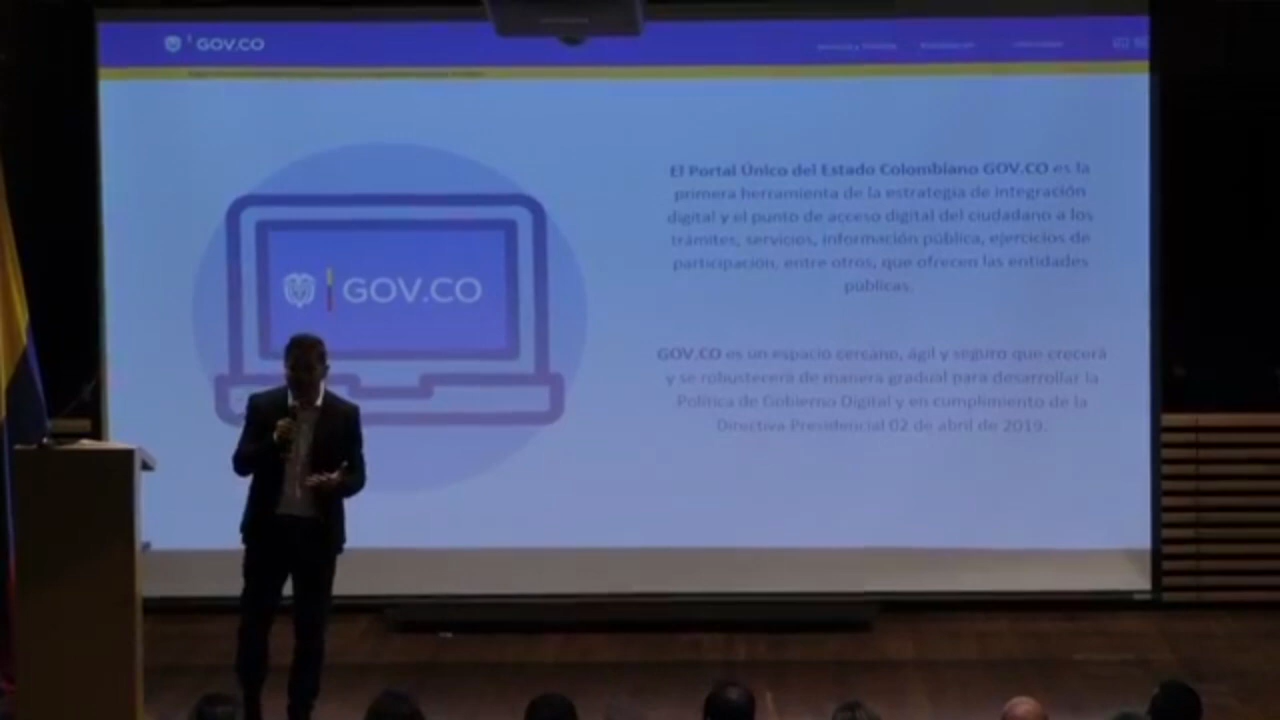 GOV.CO
El Portal Único del Estado Colombiano GOV.CO es la
primera herramienta de la estrategia de integración
digital y el punto de acceso digital del ciudadano a los
trámites, servicios, información pública, ejercicios de
participación, entre otros, que ofrecen las entidades
públicas.
GOV.CO
GOV.CO es un espacio cercano, ágil y seguro que crecerá
y se robustecerá de manera gradual para desarrollar la
Política de Gobierno Digital y en cumplimiento de la
Directiva Presidencial 02 de abril de 2019.